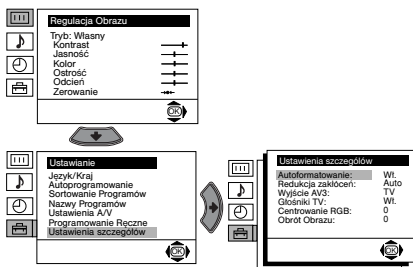 Regulacja Obrazu
Tryb: Własny
Kontrast
Jasność
Kolor
Ostrość
Odcień
Zerowanie
OK
Ustawianie
Język/Kraj
Autoprogramowanie
Sortowanie Programów
Nazwy Programów
Ustawienia A/V
Programowanie Ręczne
Ustawienia szczegółów
OK
Ustawienia szczegółów
Autoformatowanie: Wł.
Redukcja zakłóceń: Auto
Wyjście AV3: TV
Głośniki TV: Wł.
Centrowanie RGB: 0
Obrót Obrazu: 0
OK